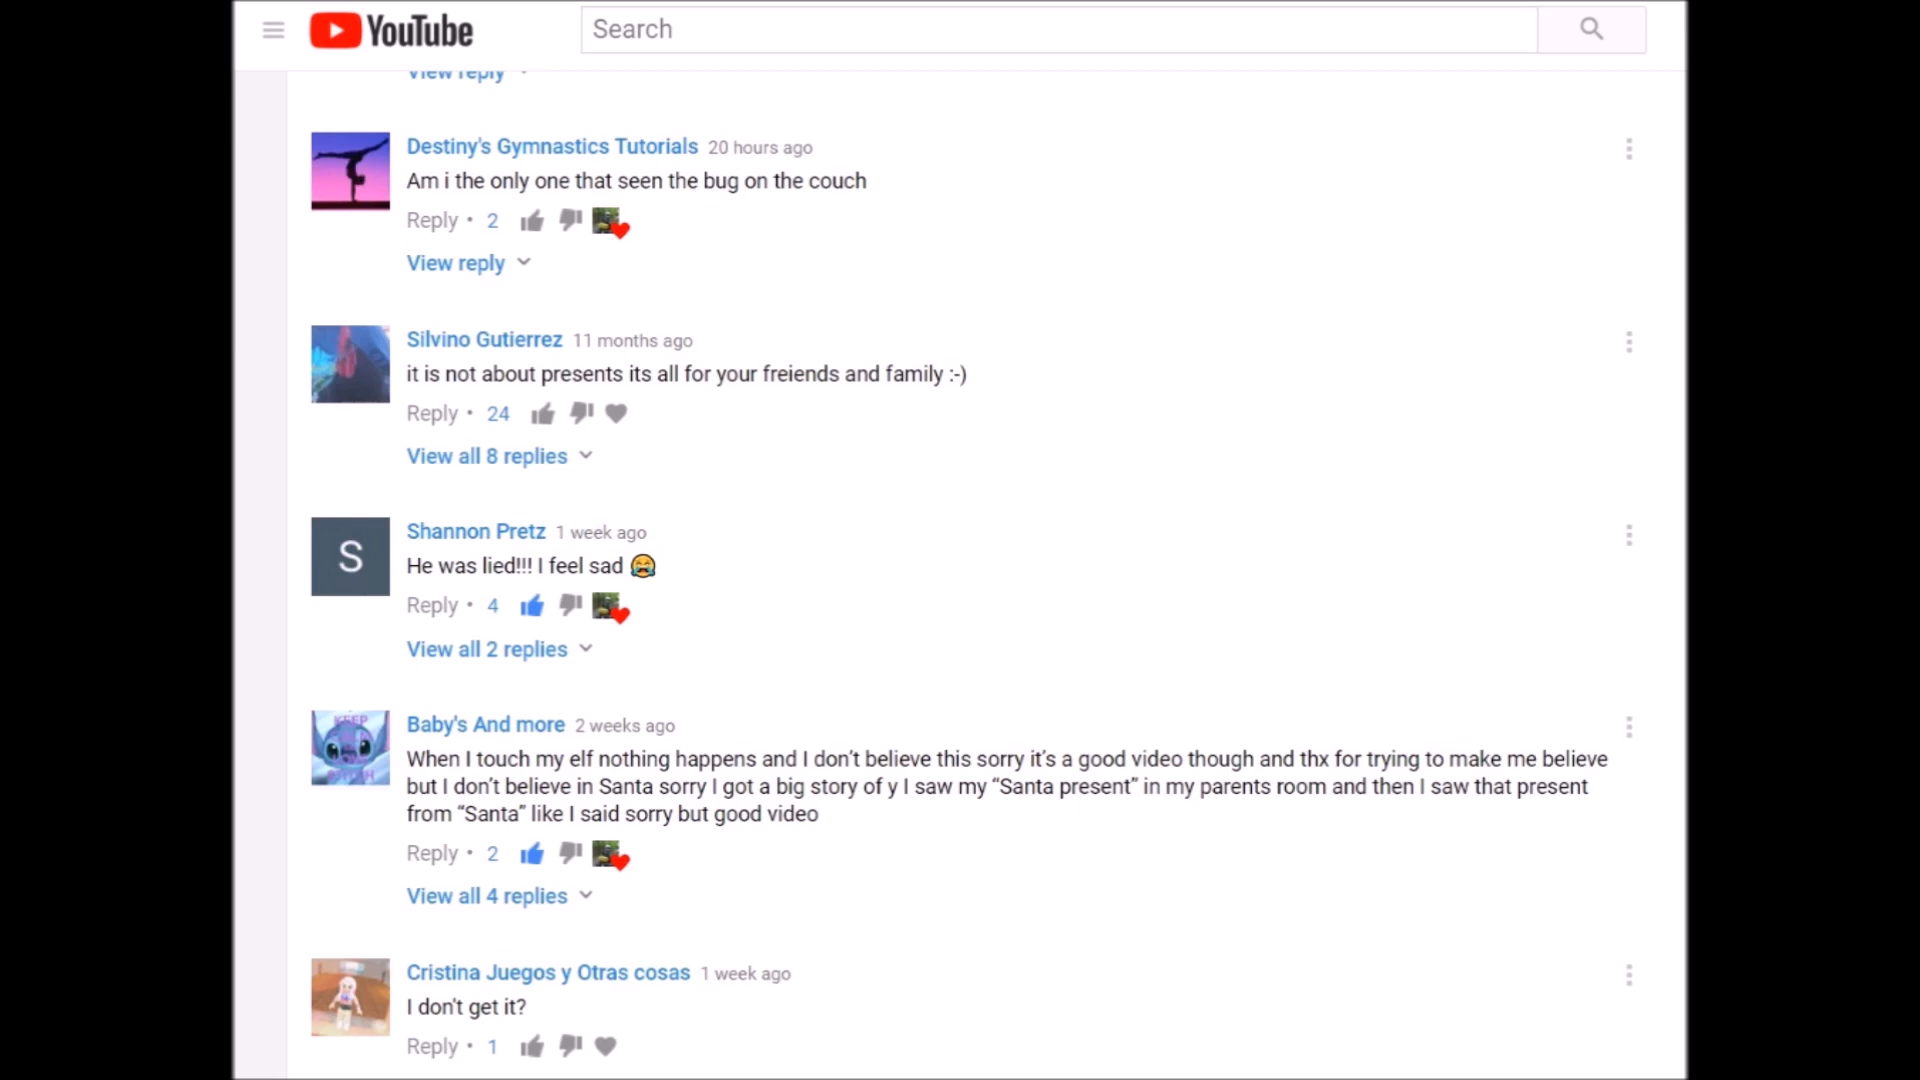 YouTube
Search
View reply
Destiny's Gymnastics Tutorials 20 hours ago
Am i the only one that seen the bug on the couch
Reply • 2
View reply
Silvino Gutierrez 11 months ago
it is not about presents its all for your freiends and family :-)
Reply • 24
View all 8 replies
S
Shannon Pretz 1 week ago
He was lied!!! I feel sad 😭
Reply • 4
View all 2 replies
KEEP
Baby's And more 2 weeks ago
When I touch my elf nothing happens and I don’t believe this sorry it’s a good video though and thx for trying to make me believe
but I don’t believe in Santa sorry I got a big story of y I saw my “Santa present” in my parents room and then I saw that present
from “Santa” like I said sorry but good video
Reply • 2
View all 4 replies
Cristina Juegos y Otras cosas 1 week ago
I don't get it?
Reply • 1